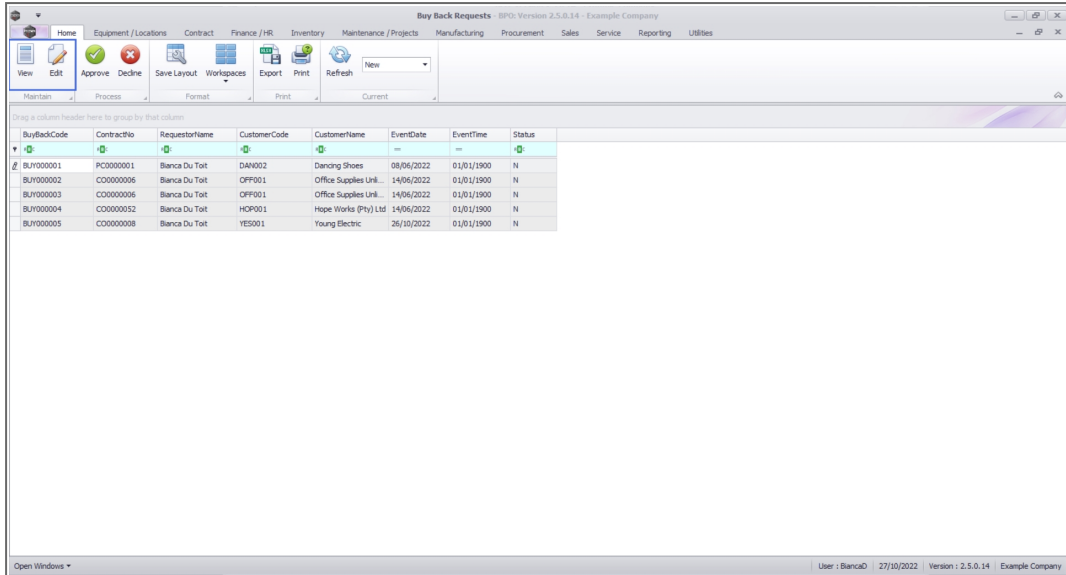 Buy Back Requests - BPO: Version 2.5.0.14 - Example Company
Home Equipment / Locations Contract Finance / HR Inventory Maintenance / Projects Manufacturing Procurement Sales Service Reporting Utilities
View Edit Approve Decline Save Layout Workspaces Export Print Refresh New
Maintain Process Format Print Current
Drag a column header here to group by that column
BuyBackCode ContractNo RequestorName CustomerCode CustomerName EventDate EventTime Status
= =
BUY000001 PC0000001 Bianca Du Toit DAN002 Dancing Shoes 08/06/2022 01/01/1900 N
BUY000002 CO0000006 Bianca Du Toit OFF001 Office Supplies Unli... 14/06/2022 01/01/1900 N
BUY000003 CO0000006 Bianca Du Toit OFF001 Office Supplies Unli... 14/06/2022 01/01/1900 N
BUY000004 CO0000052 Bianca Du Toit HOP001 Hope Works (Pty) Ltd 14/06/2022 01/01/1900 N
BUY000005 CO0000008 Bianca Du Toit YES001 Young Electric 26/10/2022 01/01/1900 N
Open Windows User : BiancaD 27/10/2022 Version : 2.5.0.14 Example Company